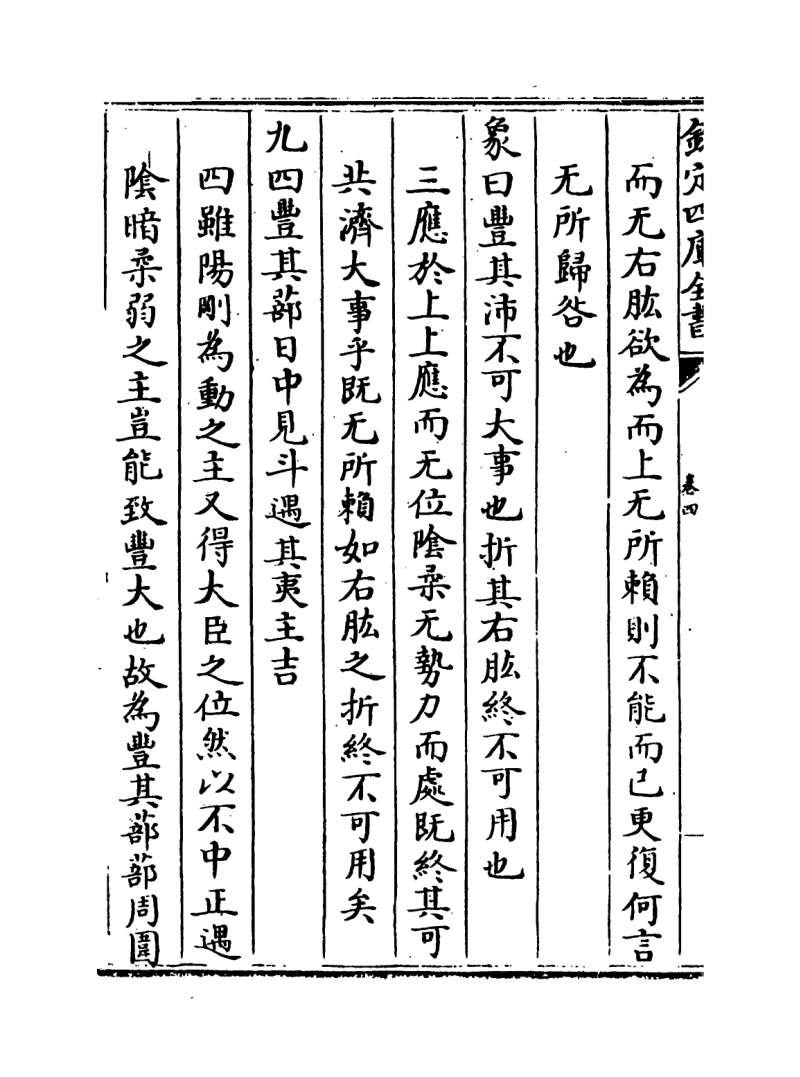 欽定四庫全書
卷四
而无右肱欲為而上无所賴則不能而已更復何言
无所歸咎也
象曰豐其沛不可大事也折其右肱終不可用也
三應於上上應而无位陰柔无勢力而處既終其可
共濟大事乎既无所賴如右肱之折終不可用矣
九四豐其蔀日中見斗遇其夷主吉
四雖陽剛為動之主又得大臣之位然以不中正遇
陰暗柔弱之主豈能致豐大也故為豐其蔀蔀周圍